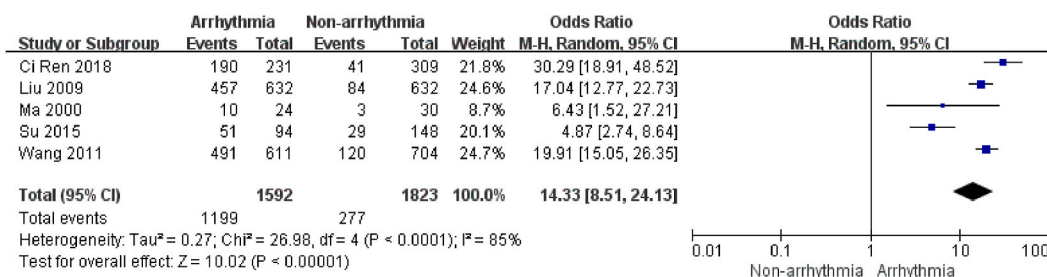 Arrhythmia Non-arrhythmia Odds Ratio Odds Ratio
Study or Subgroup Events Total Events Total Weight M-H, Random, 95% CI M-H, Random, 95% CI
Ci Ren 2018 190 231 41 309 21.8% 30.29 [18.91, 48.52]
Liu 2009 457 632 84 632 24.6% 17.04 [12.77, 22.73]
Ma 2000 10 24 3 30 8.7% 6.43 [1.52, 27.21]
Su 2015 51 94 29 148 20.1% 4.87 [2.74, 8.64]
Wang 2011 491 611 120 704 24.7% 19.91 [15.05, 26.35]
Total (95% CI) 1592 1823 100.0% 14.33 [8.51, 24.13]
Total events 1199 277
Heterogeneity: Tau² = 0.27; Chi² = 26.98, df = 4 (P < 0.0001); I² = 85%
Test for overall effect: Z = 10.02 (P < 0.00001)
0.01 0.1 1 10 100
Non-arrhythmia Arrhythmia